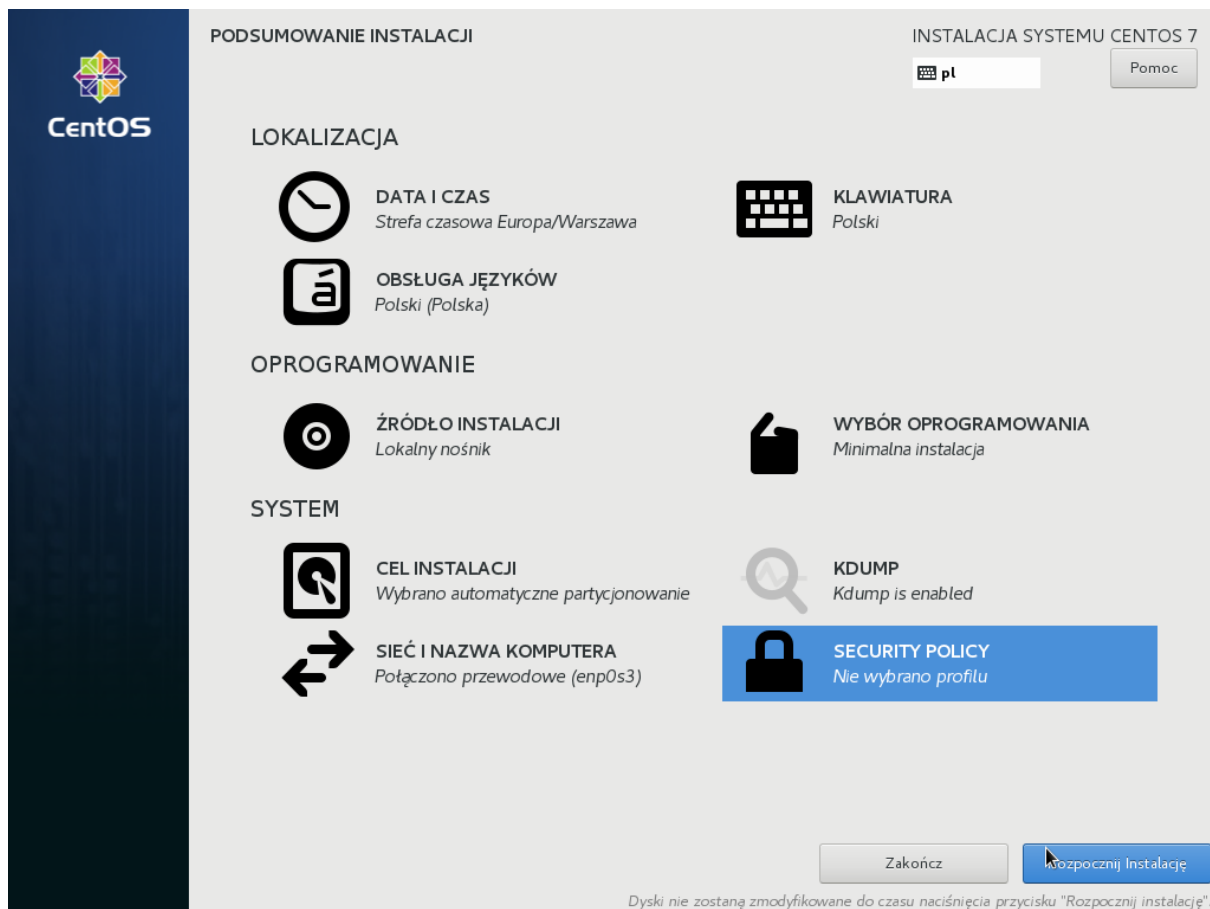 PODSUMOWANIE INSTALACJI
INSTALACJA SYSTEMU CENTOS 7
pl
Pomoc
CentOS
LOKALIZACJA
DATA I CZAS
Strefa czasowa Europa/Warszawa
KLAWIATURA
Polski
á
OBSŁUGA JĘZYKÓW
Polski (Polska)
OPROGRAMOWANIE
ŹRÓDŁO INSTALACJI
Lokalny nośnik
WYBÓR OPROGRAMOWANIA
Minimalna instalacja
SYSTEM
CEL INSTALACJI
Wybrano automatyczne partycjonowanie
KDUMP
Kdump is enabled
SIEĆ I NAZWA KOMPUTERA
Połączono przewodowe (enp0s3)
SECURITY POLICY
Nie wybrano profilu
Zakończ
Rozpocznij Instalację
Dyski nie zostaną zmodyfikowane do czasu naciśnięcia przycisku "Rozpocznij instalację".